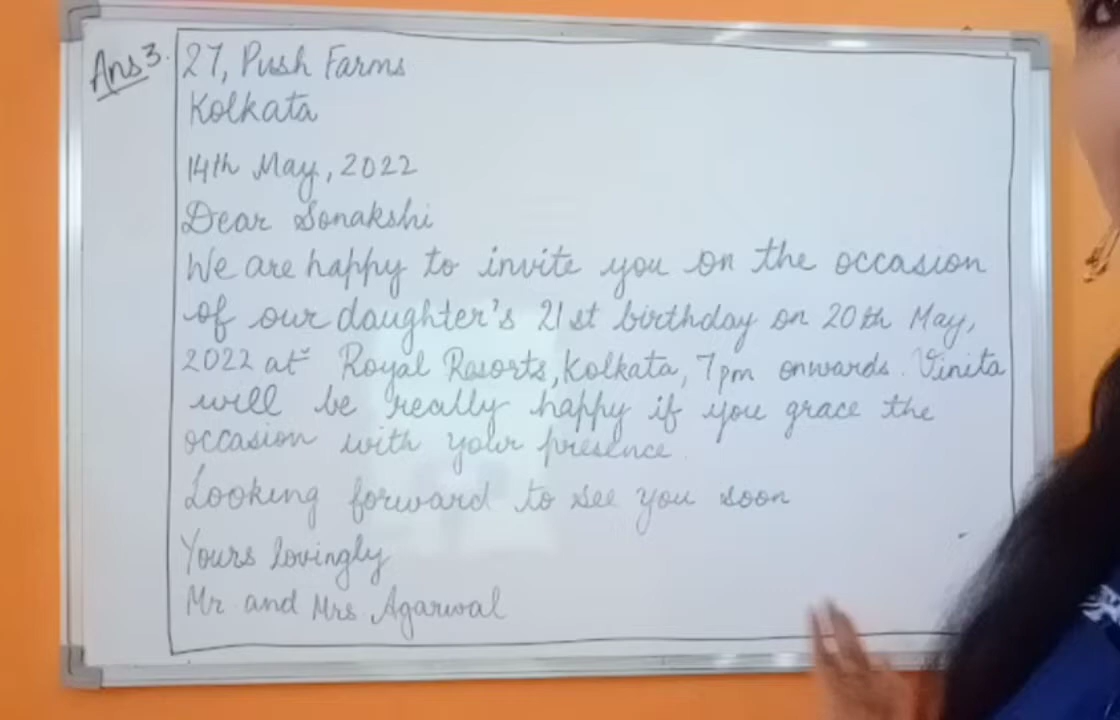 Ans 3. 27, Push Farms
Kolkata
14th May, 2022
Dear Sonakshi
We are happy to invite you on the occasion
of our daughter's 21st birthday on 20th May,
2022 at Royal Resorts, Kolkata, 7pm onwards. Vinita
will be really happy if you grace the
occasion with your presence.
Looking forward to see you soon
Yours lovingly
Mr. and Mrs Agarwal